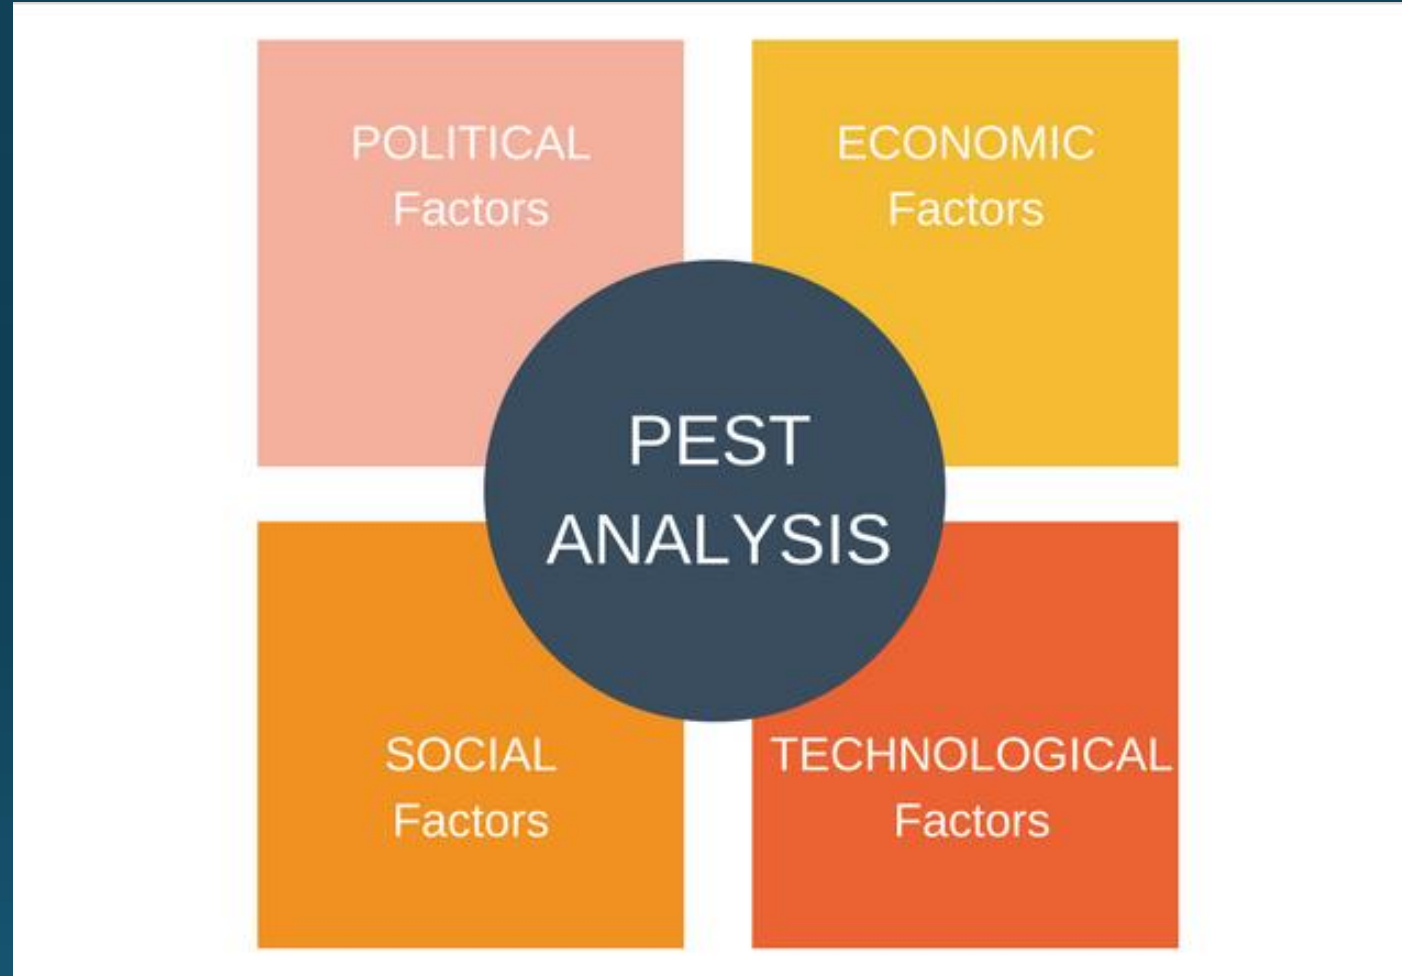 POLITICAL
Factors
ECONOMIC
Factors
PEST
ANALYSIS
SOCIAL
Factors
TECHNOLOGICAL
Factors